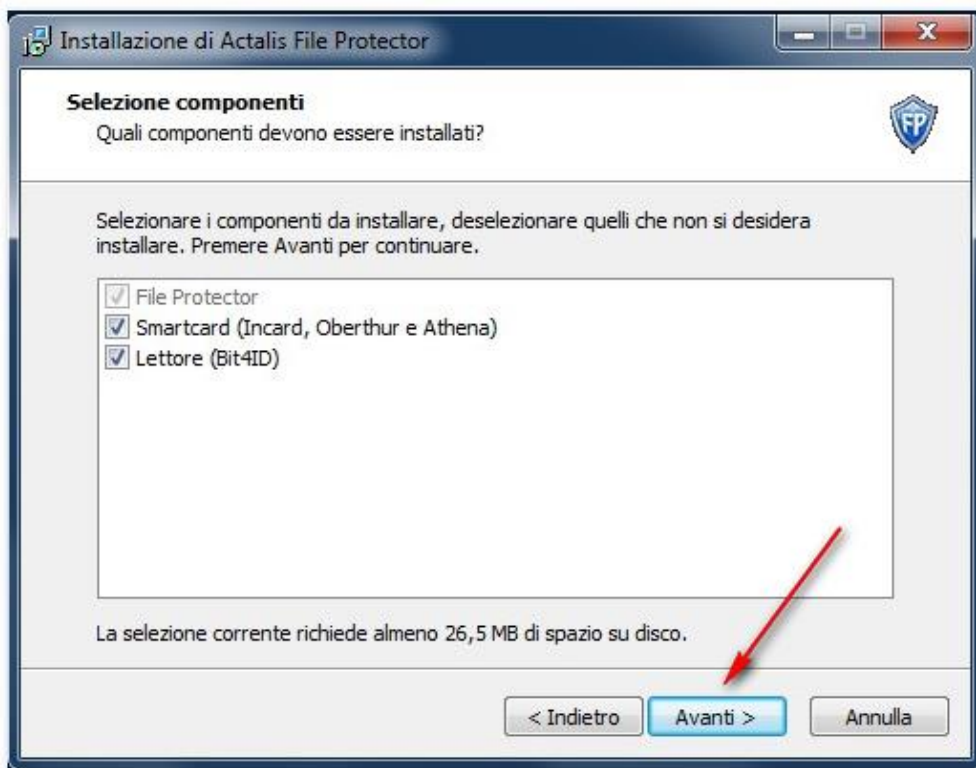 Installazione di Actalis File Protector
Selezione componenti
Quali componenti devono essere installati?
FP
Selezionare i componenti da installare, deselezionare quelli che non si desidera
installare. Premere Avanti per continuare.
File Protector
Smartcard (Incard, Oberthur e Athena)
Lettore (Bit4ID)
La selezione corrente richiede almeno 26,5 MB di spazio su disco.
< Indietro
Avanti >
Annulla